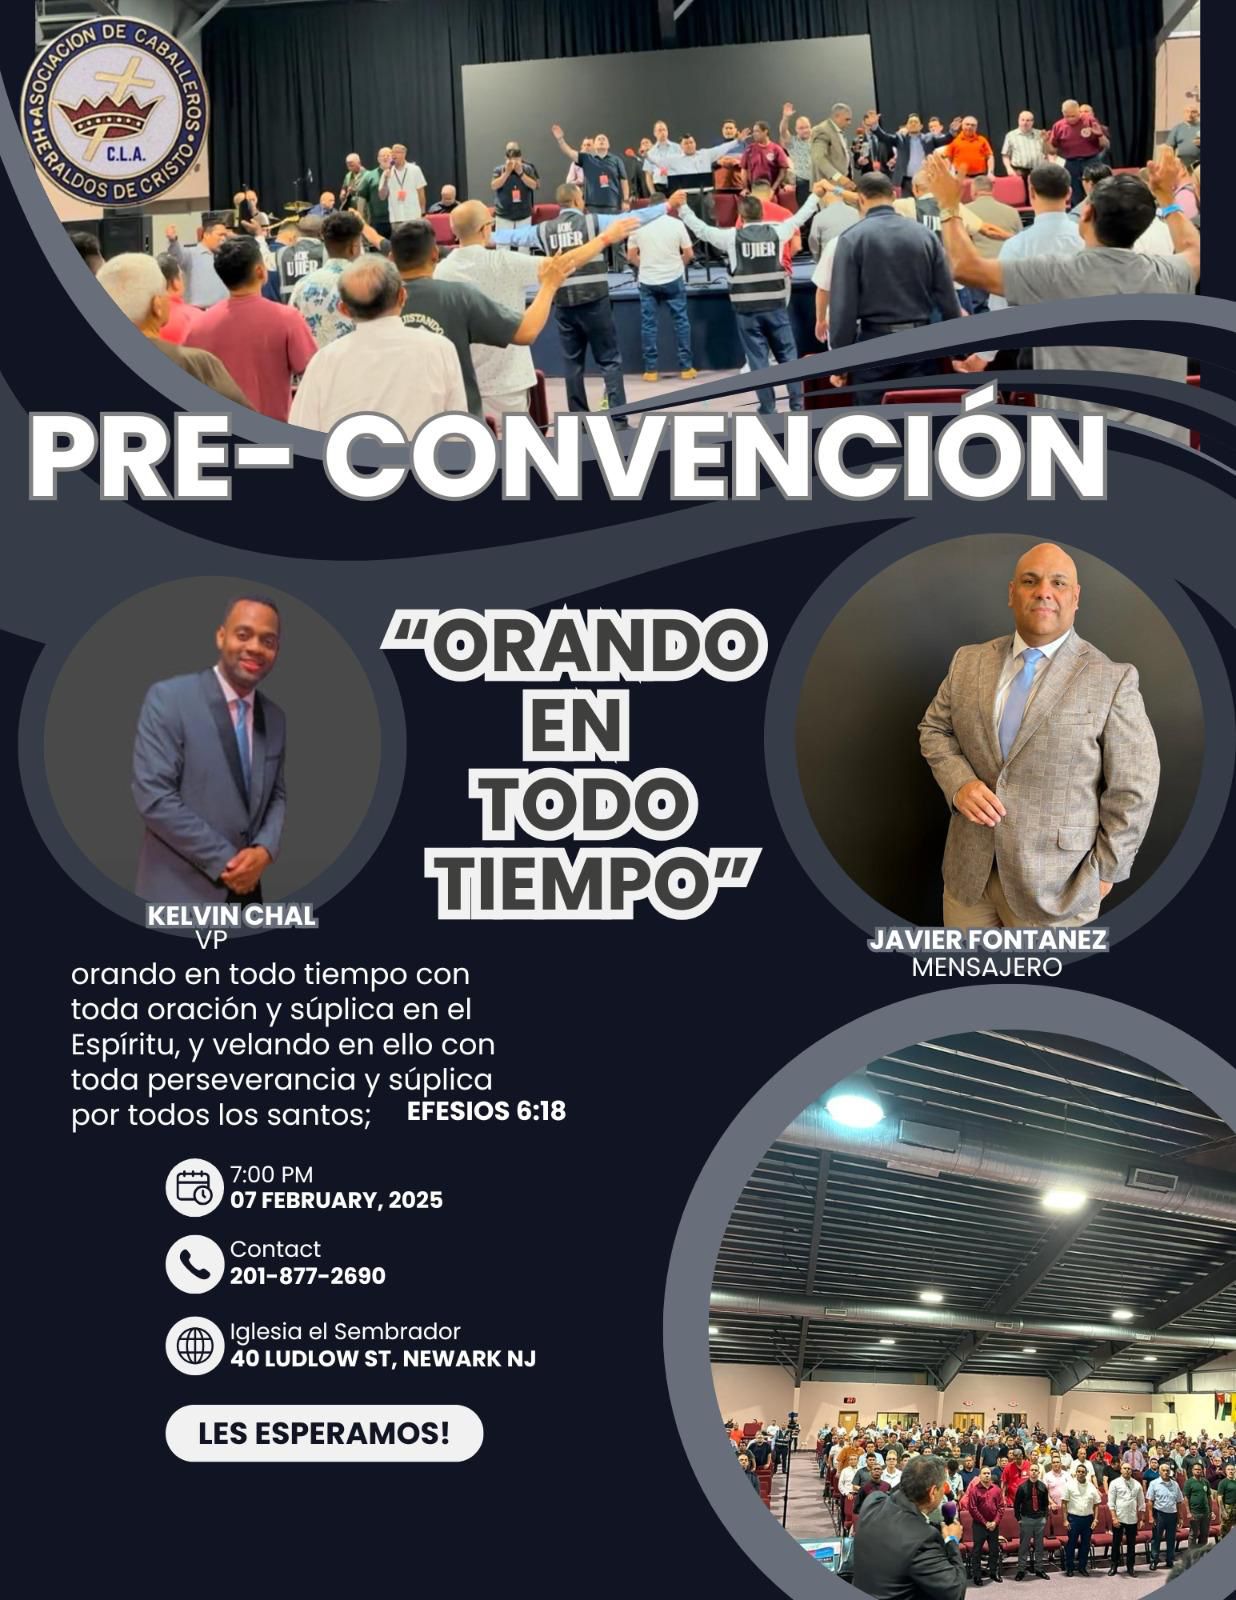 ASOCIACION DE CABALLEROS
HERALDOS DE CRISTO
C.L.A.
UJIER
UJIER
PRE- CONVENCIÓN
“ORANDO
EN
TODO
TIEMPO”
KELVIN CHAL
VP
JAVIER FONTANEZ
MENSAJERO
orando en todo tiempo con
toda oración y súplica en el
Espíritu, y velando en ello con
toda perseverancia y súplica
por todos los santos; EFESIOS 6:18
7:00 PM
07 FEBRUARY, 2025
Contact
201-877-2690
Iglesia el Sembrador
40 LUDLOW ST, NEWARK NJ
LES ESPERAMOS!